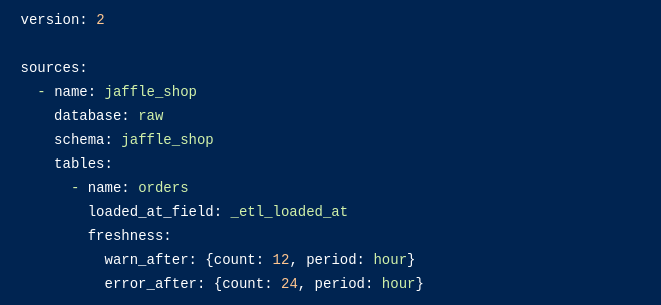 version: 2
sources:
  - name: jaffle_shop
    database: raw
    schema: jaffle_shop
    tables:
      - name: orders
        loaded_at_field: _etl_loaded_at
        freshness:
          warn_after: {count: 12, period: hour}
          error_after: {count: 24, period: hour}